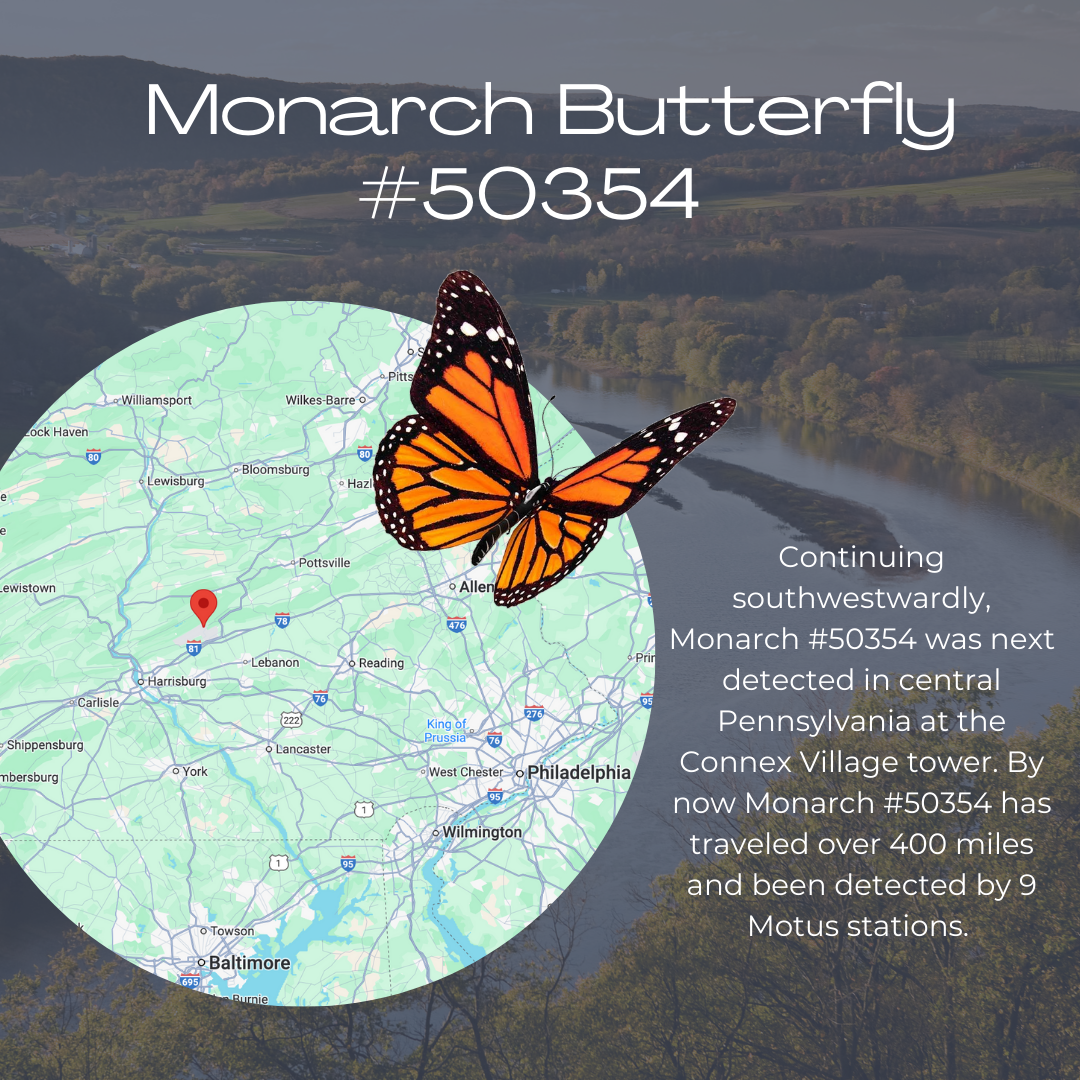 Monarch Butterfly
#50354
Williamsport
Wilkes-Barre
Pitts
Lock Haven
80
80
Bloomsburg
Lewisburg
Hazl
Lewistown
Pottsville
Allen
78
476
81
Lebanon
Reading
Prin
Harrisburg
76
95
Carlisle
222
276
King of
Prussia
76
Shippensburg
Lancaster
mbersburg
York
West Chester
Philadelphia
95
1
Wilmington
1
95
Towson
Baltimore
695
Burnie
Continuing
southwestwardly,
Monarch #50354 was next
detected in central
Pennsylvania at the
Connex Village tower. By
now Monarch #50354 has
traveled over 400 miles
and been detected by 9
Motus stations.